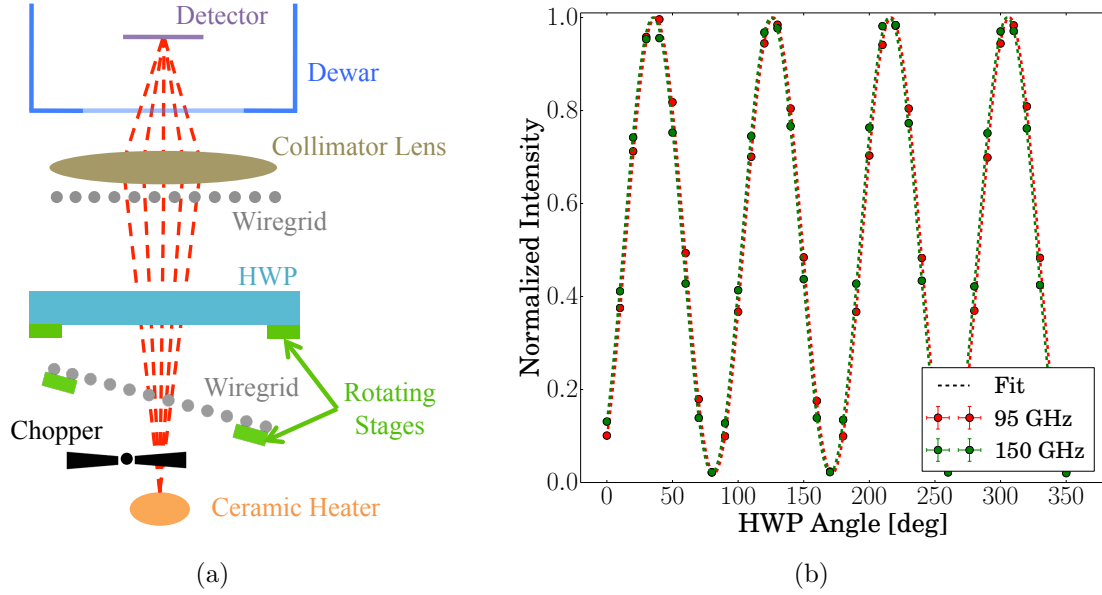 Detector
Dewar
Collimator Lens
Wiregrid
HWP
Wiregrid
Rotating
Stages
Chopper
Ceramic Heater
(a)
Normalized Intensity
1.0
0.8
0.6
0.4
0.2
0.0
0 50 100 150 200 250 300 350
HWP Angle [deg]
Fit
95 GHz
150 GHz
(b)